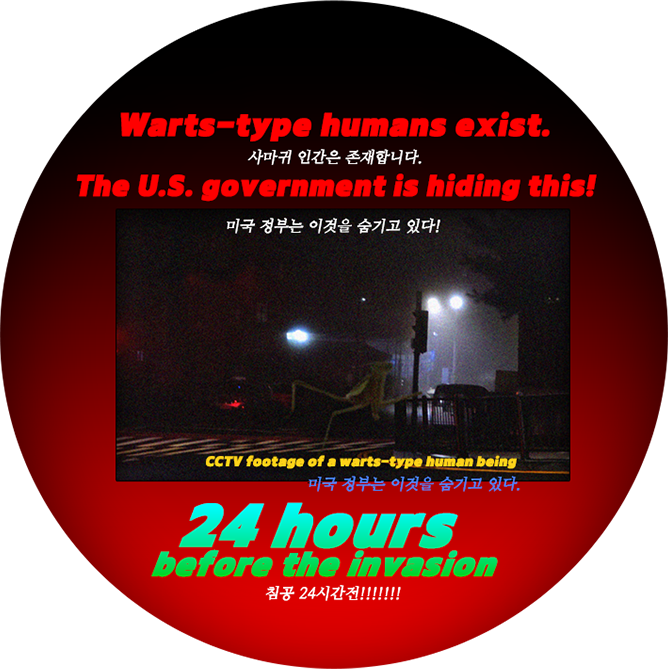 Warts-type humans exist.
사마귀 인간은 존재합니다.
The U.S. government is hiding this!
미국 정부는 이것을 숨기고 있다!
CCTV footage of a warts-type human being
미국 정부는 이것을 숨기고 있다.
24 hours
before the invasion
침공 24시간전!!!!!!!